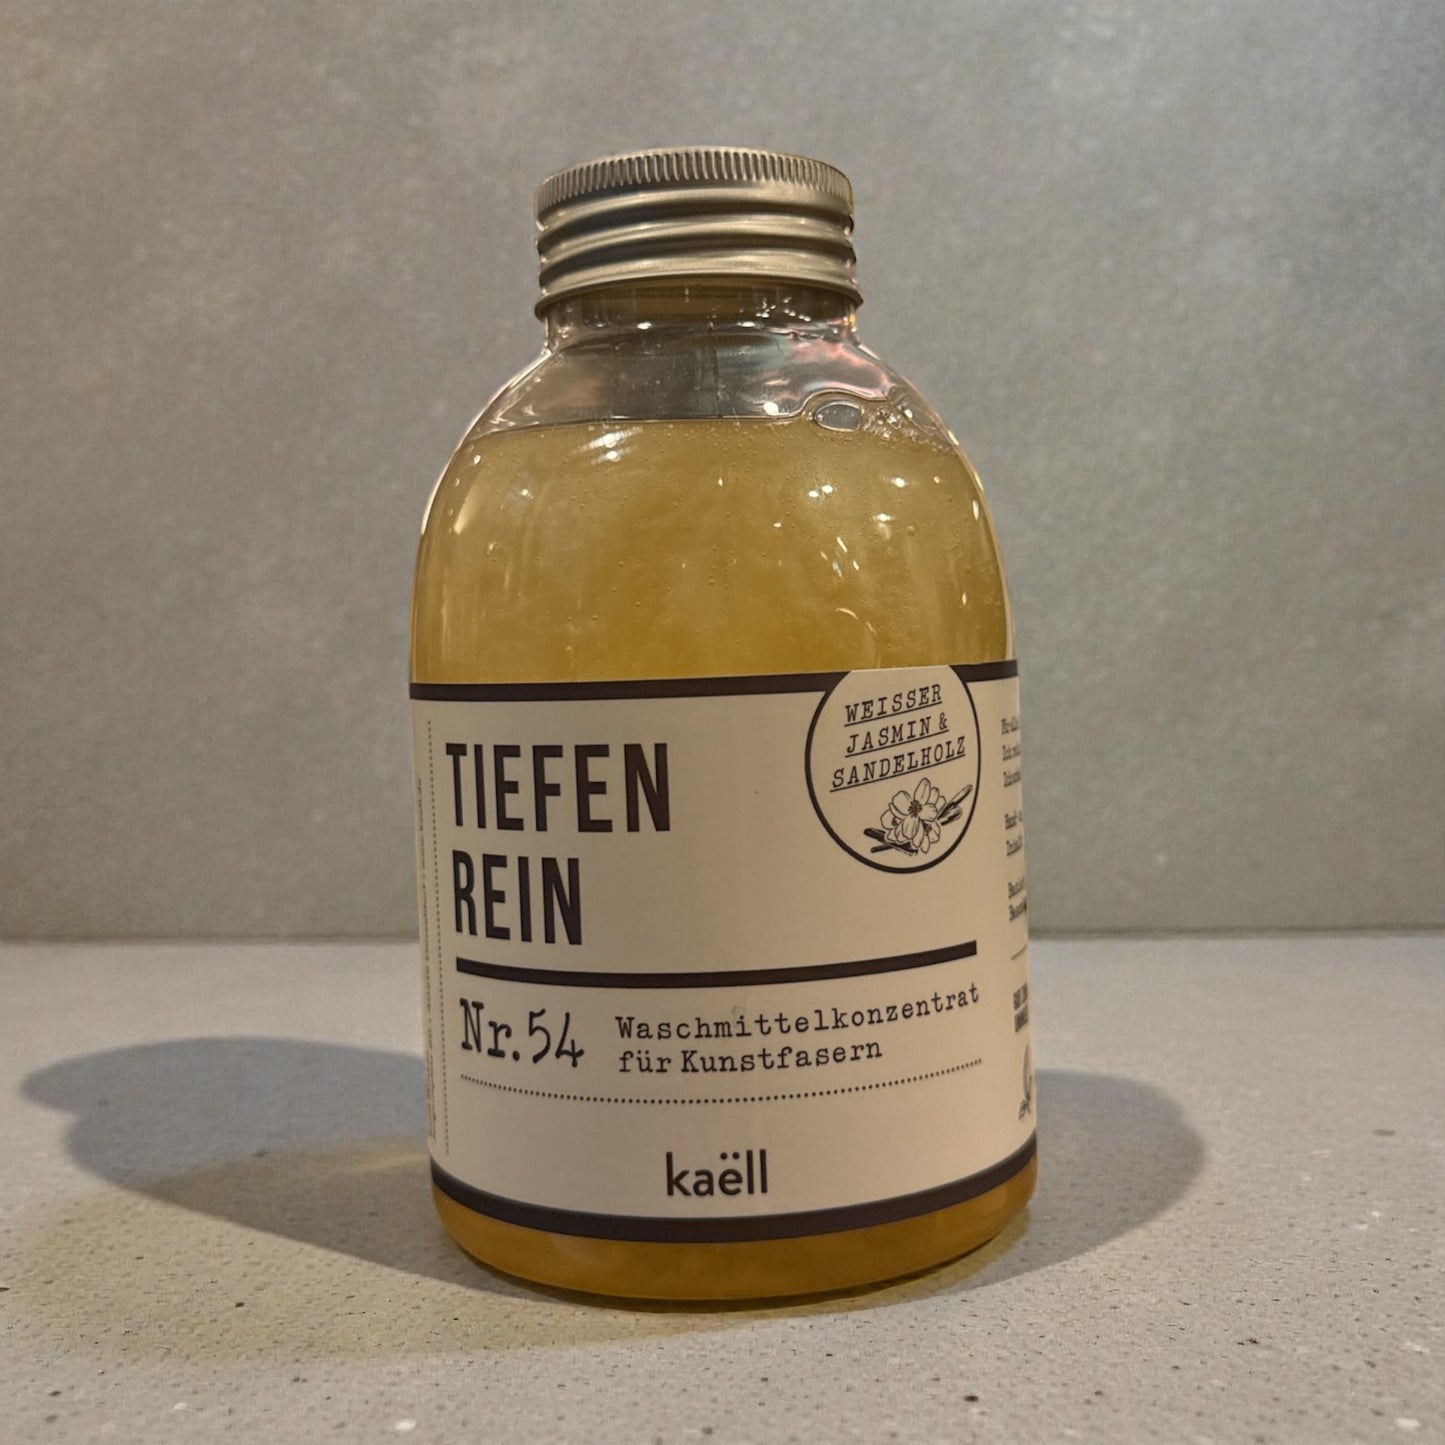 WEISSER
JASMIN &
SANDELHOLZ
TIEFEN
REIN
Nr. 54
Waschmittelkonzentrat
für Kunstfasern
kaëll